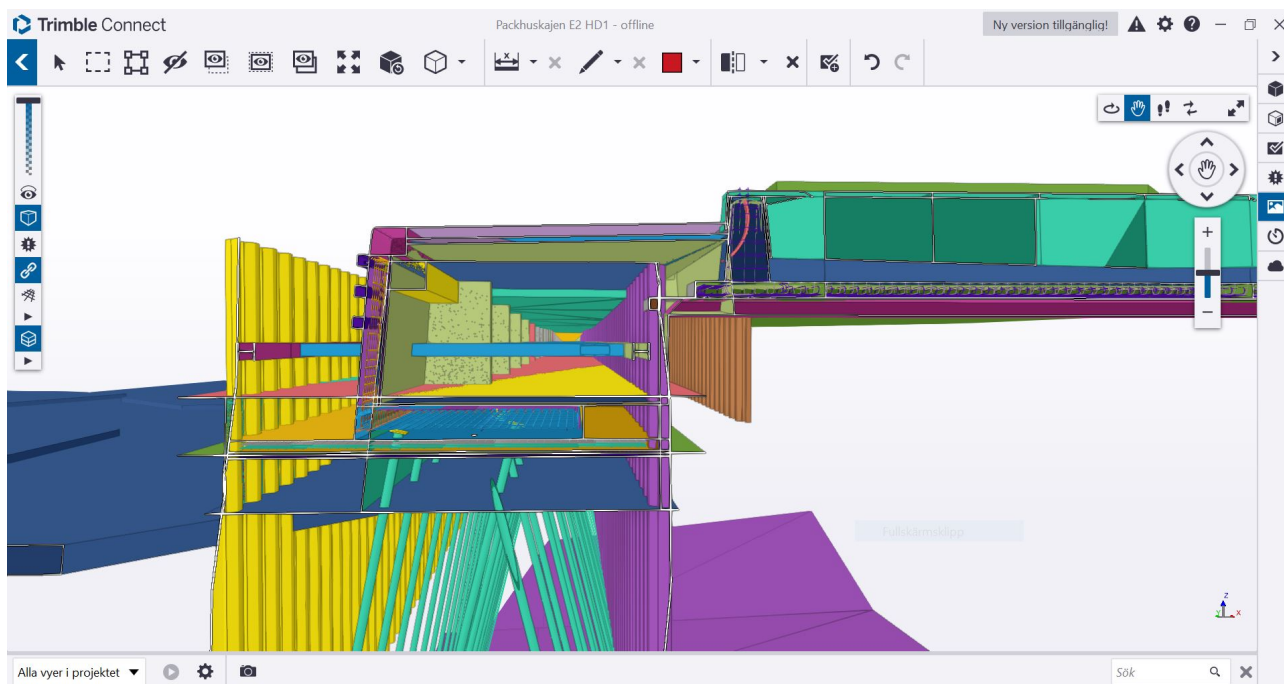 Trimble Connect
Packhuskajen E2 HD1 - offline
Ny version tillgänglig!
Fullskärmsklipp
z
y
x
Alla vyer i projektet
Sök